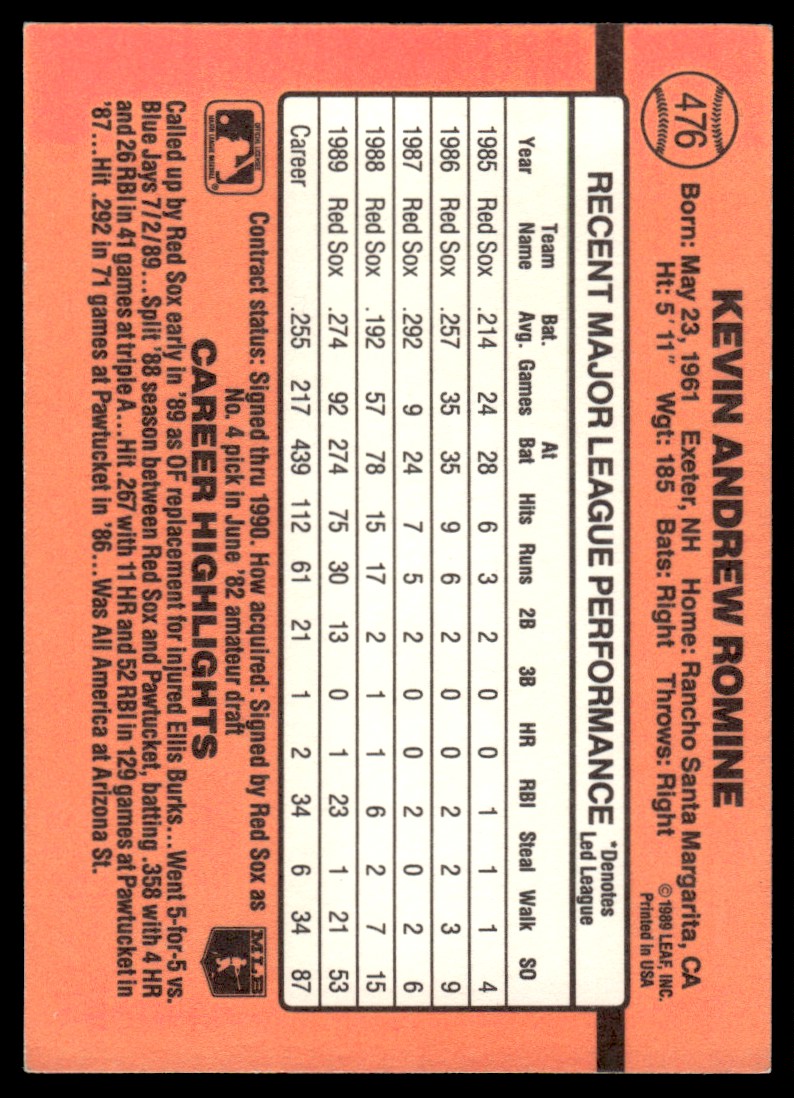 476
KEVIN ANDREW ROMINE
Born: May 23, 1961 Exeter, NH Home: Rancho Santa Margarita, CA
Ht: 5'11" Wgt: 185 Bats: Right Throws: Right
©1989 LEAF, INC.
Printed in USA
RECENT MAJOR LEAGUE PERFORMANCE
*Denotes
Led League
Year Team Name Bat. Avg. Games At Bat Hits Runs 2B 3B HR RBI Steal Walk SO
1985 Red Sox .214 24 28 6 3 2 0 0 1 1 1 4
1986 Red Sox .257 35 35 9 6 2 0 0 2 2 3 9
1987 Red Sox .292 9 24 7 5 2 0 0 2 0 2 6
1988 Red Sox .192 57 78 15 17 2 1 1 6 2 7 15
1989 Red Sox .274 92 274 75 30 13 0 1 23 1 21 53
Career .255 217 439 112 61 21 1 2 34 6 34 87
OFFICIAL LICENSEE
MAJOR LEAGUE BASEBALL
®
Contract status: Signed thru 1990. How acquired: Signed by Red Sox as
No. 4 pick in June '82 amateur draft
MLB
CAREER HIGHLIGHTS
Called up by Red Sox early in '89 as OF replacement for injured Ellis Burks...Went 5-for-5 vs.
Blue Jays 7/2/89...Split '88 season between Red Sox and Pawtucket, batting .358 with 4 HR
and 26 RBI in 41 games at triple A...Hit .267 with 11 HR and 52 RBI in 129 games at Pawtucket in
'87...Hit .292 in 71 games at Pawtucket in '86...Was All America at Arizona St.